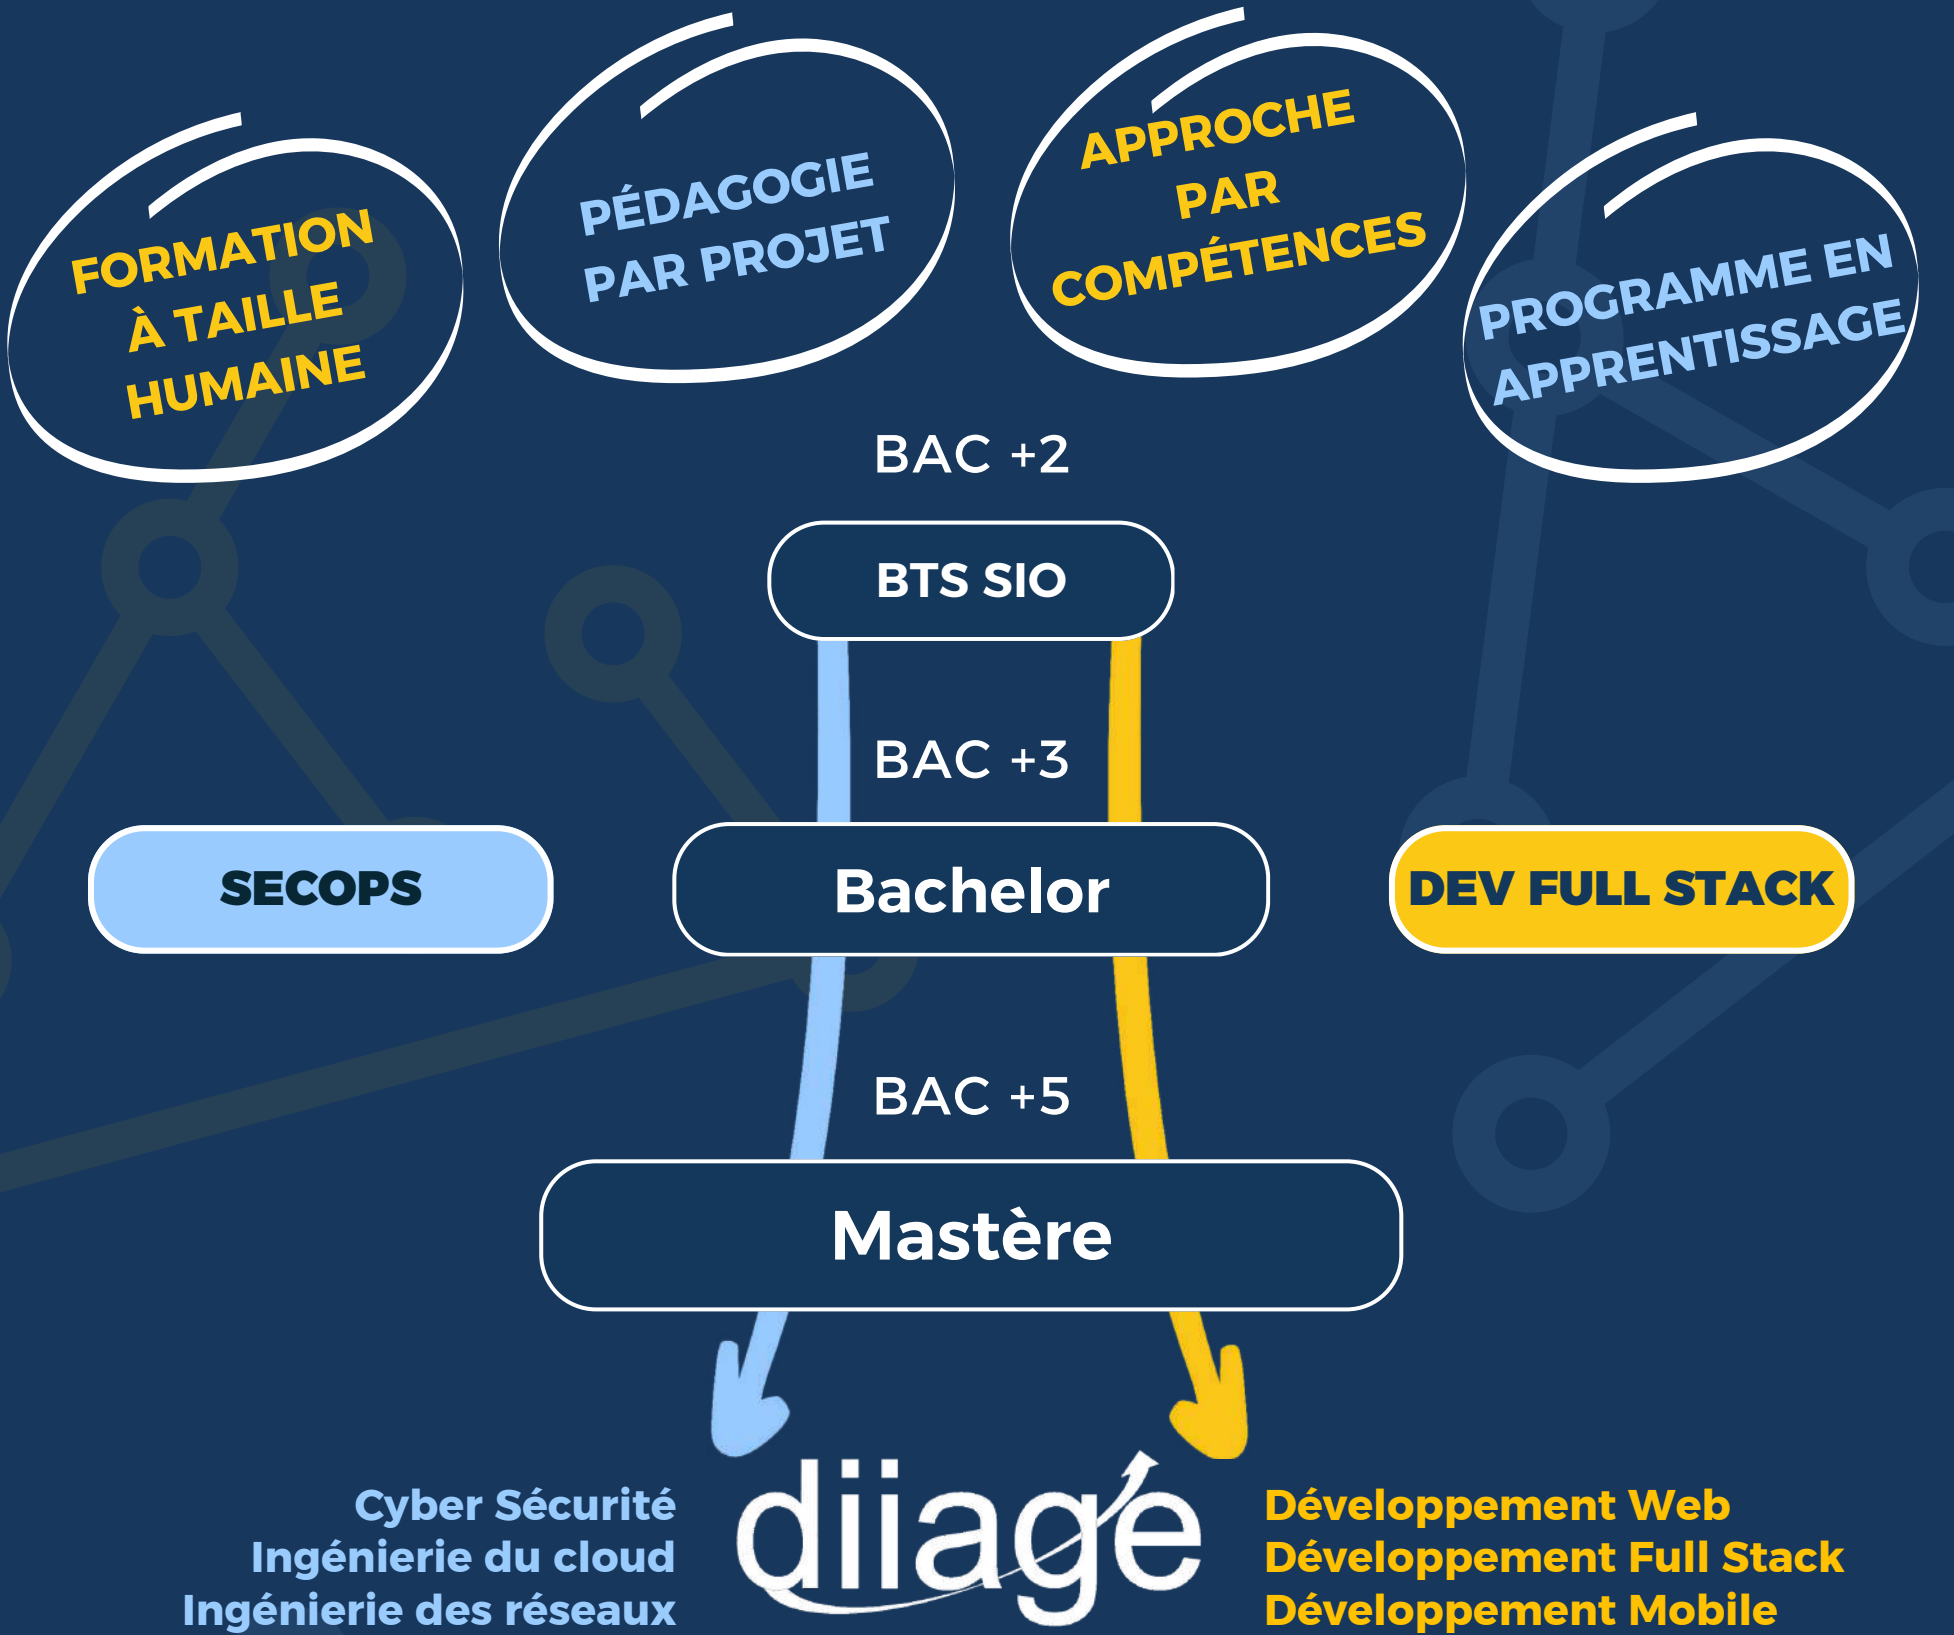 FORMATION
À TAILLE
HUMAINE
PÉDAGOGIE
PAR PROJET
APPROCHE
PAR
COMPÉTENCES
PROGRAMME EN
APPRENTISSAGE
BAC +2
BTS SIO
BAC +3
SECOPS
Bachelor
DEV FULL STACK
BAC +5
Mastère
Cyber Sécurité
Ingénierie du cloud
Ingénierie des réseaux
diiage
Développement Web
Développement Full Stack
Développement Mobile